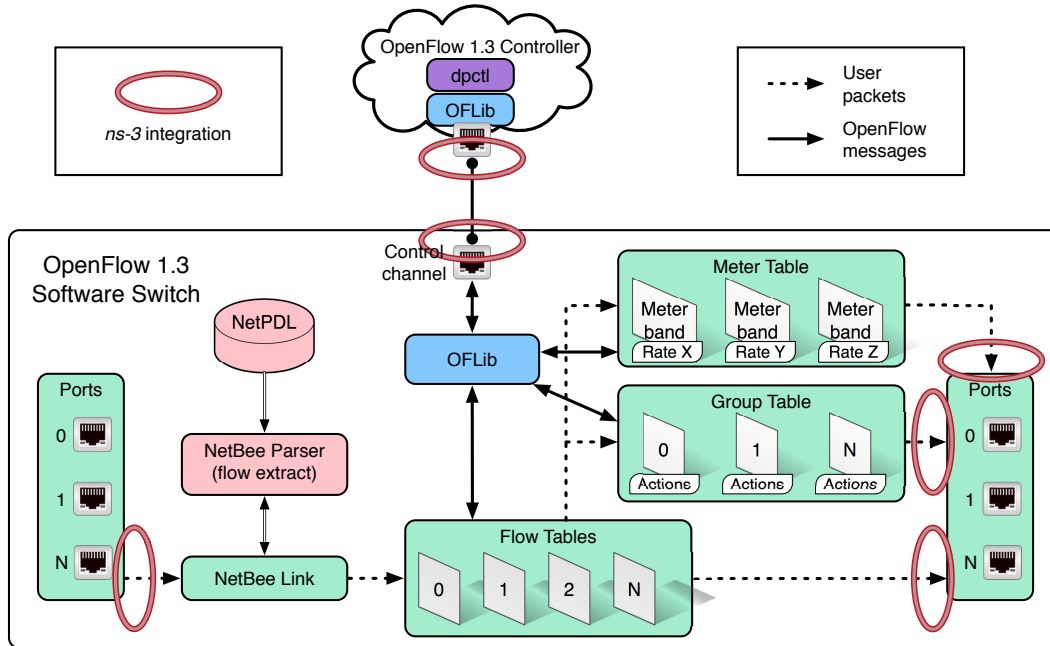 OpenFlow 1.3 Controller
dpctl
OFLib
ns-3 integration
User
packets
OpenFlow
messages
OpenFlow 1.3
Software Switch
Control
channel
NetPDL
Ports
0
1
N
NetBee Parser
(flow extract)
NetBee Link
OFLib
Meter Table
Meter
band
Rate X
Meter
band
Rate Y
Meter
band
Rate Z
Group Table
0
Actions
1
Actions
N
Actions
Flow Tables
0
1
2
N
Ports
0
1
N